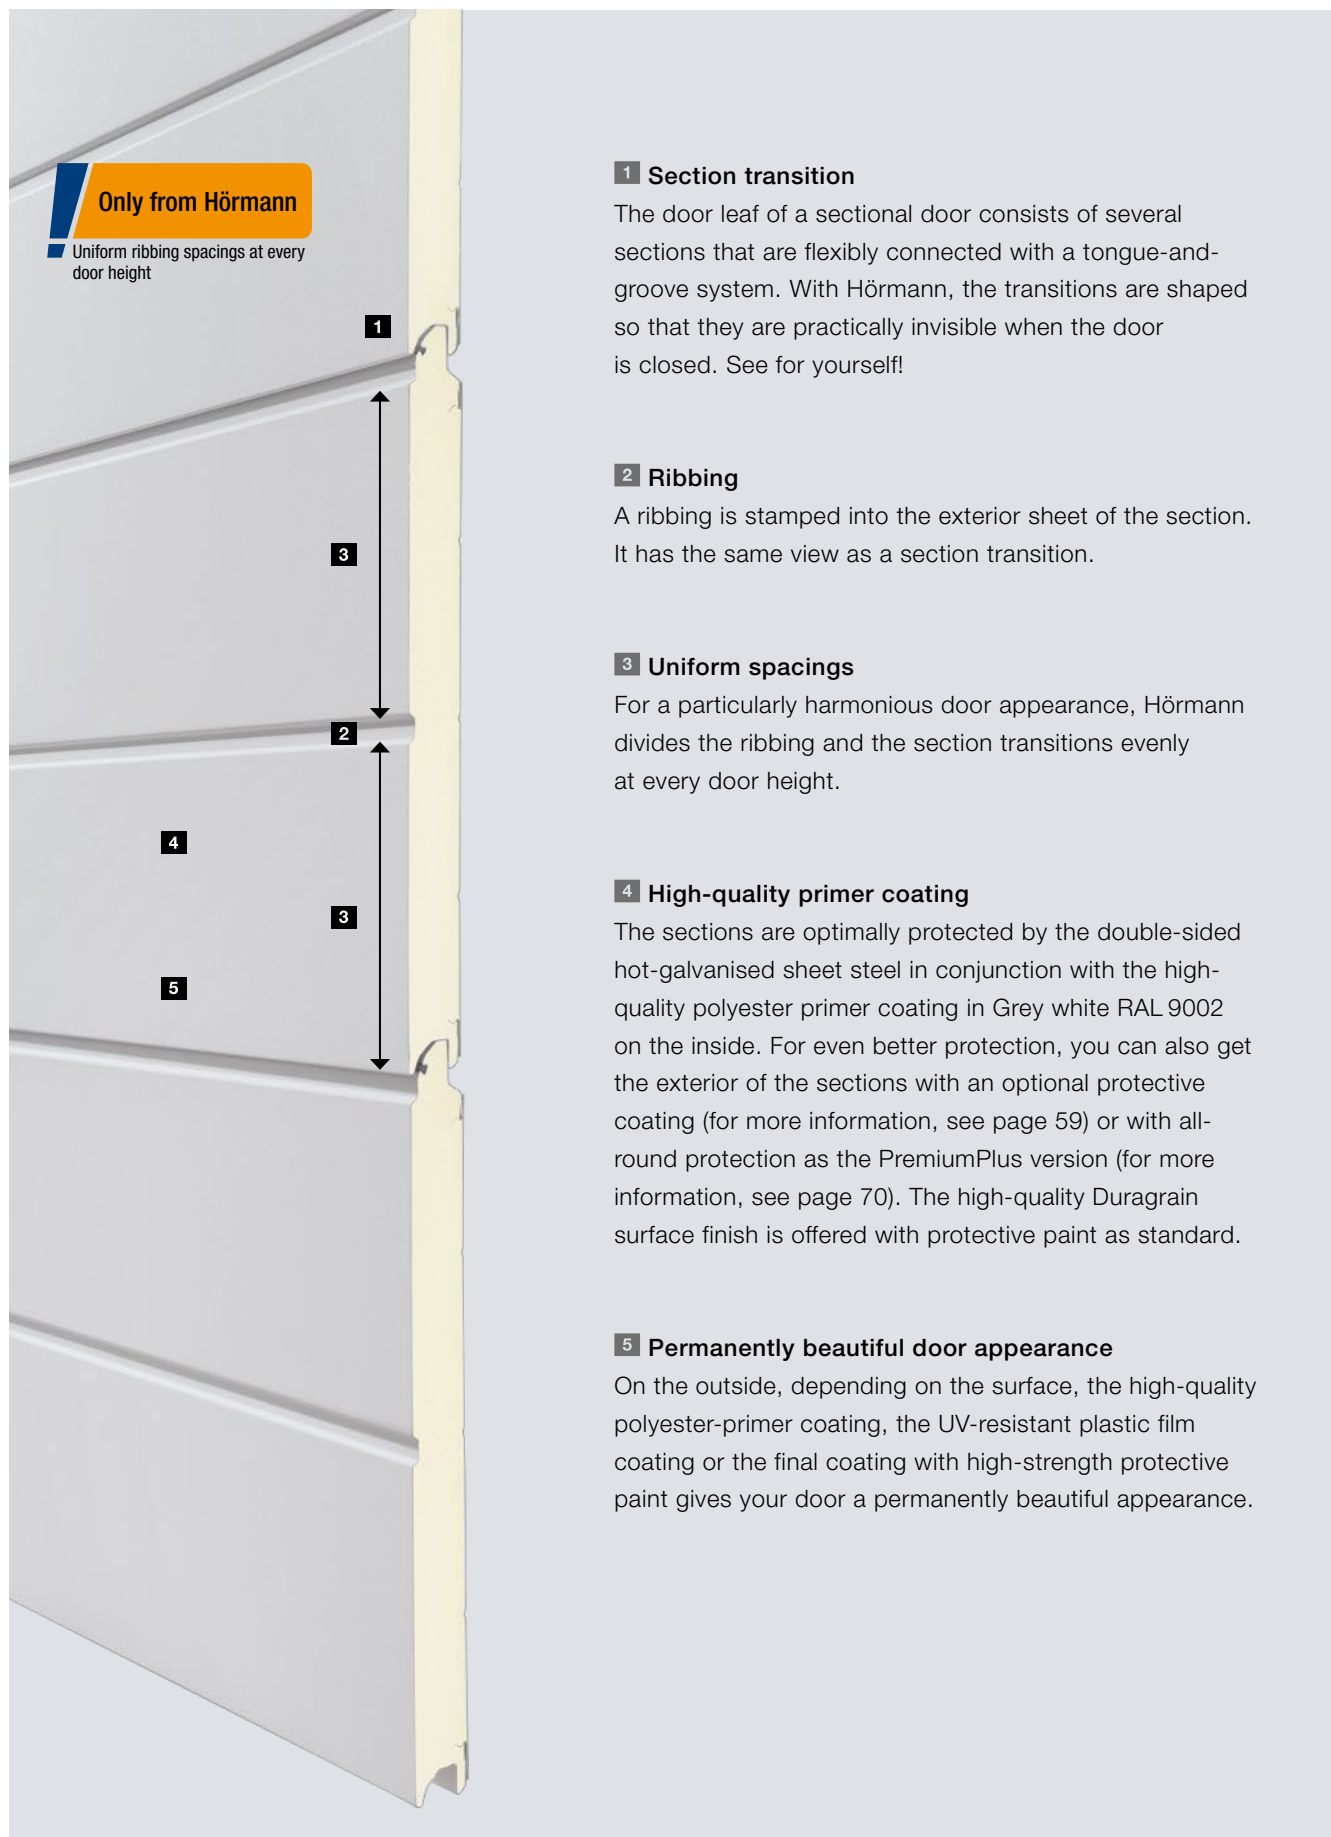 Only from Hörmann
Uniform ribbing spacings at every
door height
1
3
2
4
3
5
1 Section transition
The door leaf of a sectional door consists of several
sections that are flexibly connected with a tongue-and-
groove system. With Hörmann, the transitions are shaped
so that they are practically invisible when the door
is closed. See for yourself!
2 Ribbing
A ribbing is stamped into the exterior sheet of the section.
It has the same view as a section transition.
3 Uniform spacings
For a particularly harmonious door appearance, Hörmann
divides the ribbing and the section transitions evenly
at every door height.
4 High-quality primer coating
The sections are optimally protected by the double-sided
hot-galvanised sheet steel in conjunction with the high-
quality polyester primer coating in Grey white RAL 9002
on the inside. For even better protection, you can also get
the exterior of the sections with an optional protective
coating (for more information, see page 59) or with all-
round protection as the PremiumPlus version (for more
information, see page 70). The high-quality Duragrain
surface finish is offered with protective paint as standard.
5 Permanently beautiful door appearance
On the outside, depending on the surface, the high-quality
polyester-primer coating, the UV-resistant plastic film
coating or the final coating with high-strength protective
paint gives your door a permanently beautiful appearance.